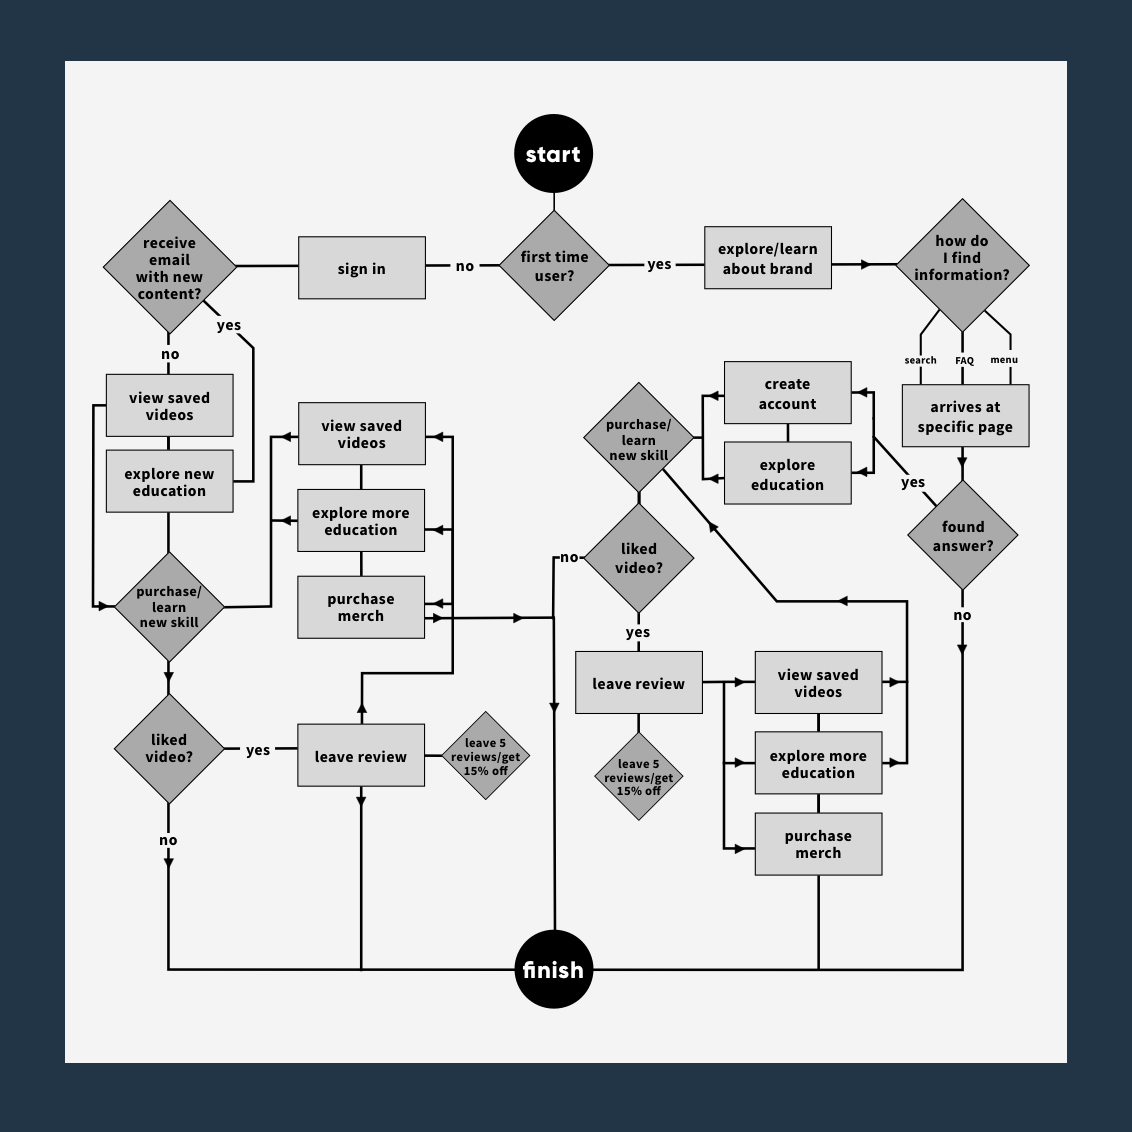 start
receive
email
with new
content?
sign in
no
first time
user?
yes
explore/learn
about brand
how do
I find
information?
yes
no
search
FAQ
menu
view saved
videos
explore new
education
view saved
videos
explore more
education
purchase
merch
purchase/
learn
new skill
create
account
explore
education
arrives at
specific page
yes
found
answer?
no
purchase/
learn
new skill
no
liked
video?
yes
leave review
view saved
videos
explore more
education
purchase
merch
leave 5
reviews/get
15% off
liked
video?
yes
leave review
leave 5
reviews/get
15% off
no
finish